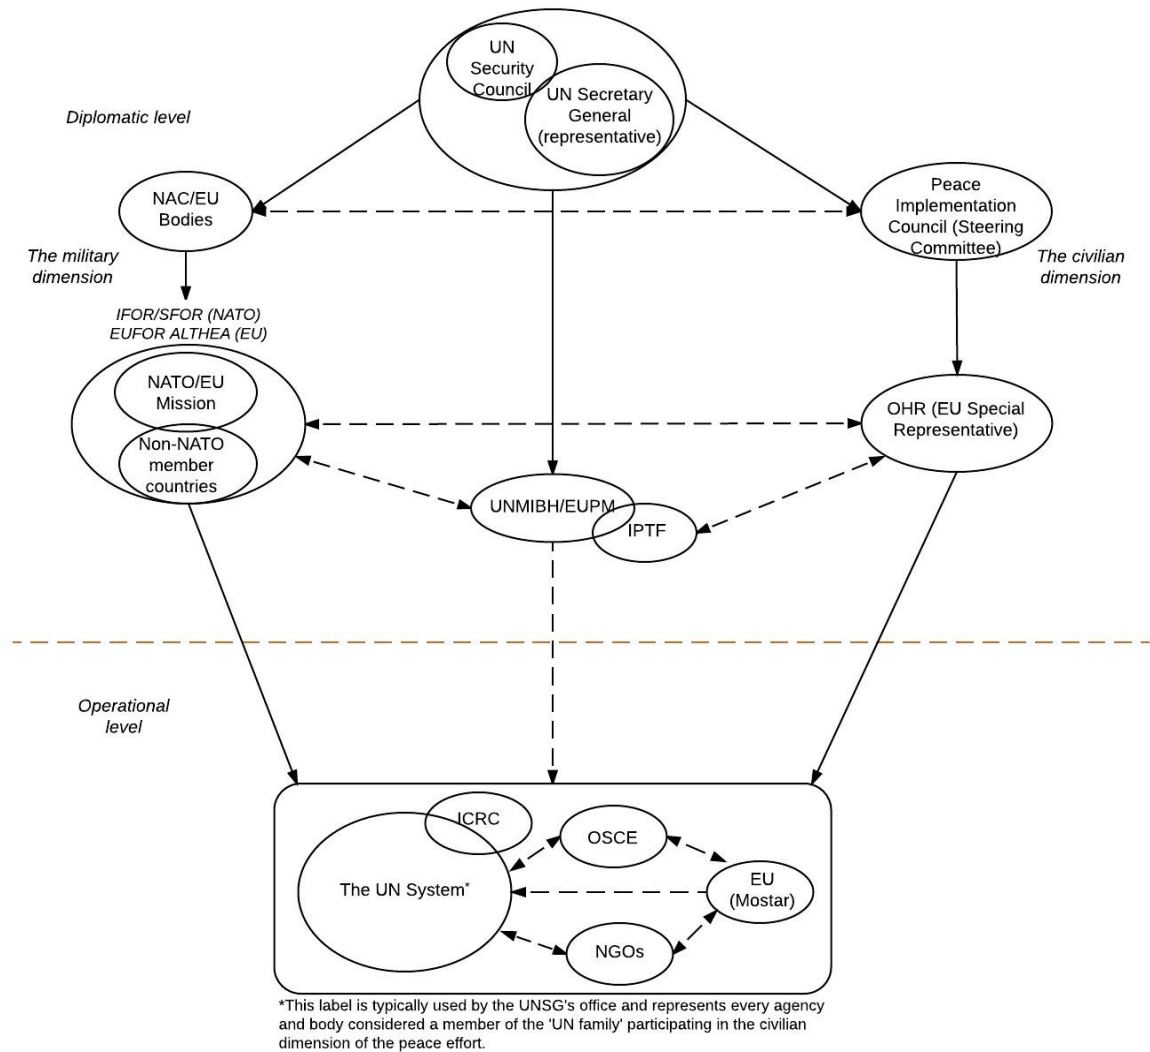 UN
Security
Council
UN Secretary
General
(representative)
Diplomatic level
NAC/EU
Bodies
Peace
Implementation
Council (Steering
Committee)
The military
dimension
The civilian
dimension
IFOR/SFOR (NATO)
EUFOR ALTHEA (EU)
NATO/EU
Mission
Non-NATO
member
countries
OHR (EU Special
Representative)
UNMIBH/EUPM
IPTF
Operational
level
ICRC
OSCE
The UN System*
EU
(Mostar)
NGOs
*This label is typically used by the UNSG's office and represents every agency
and body considered a member of the 'UN family' participating in the civilian
dimension of the peace effort.